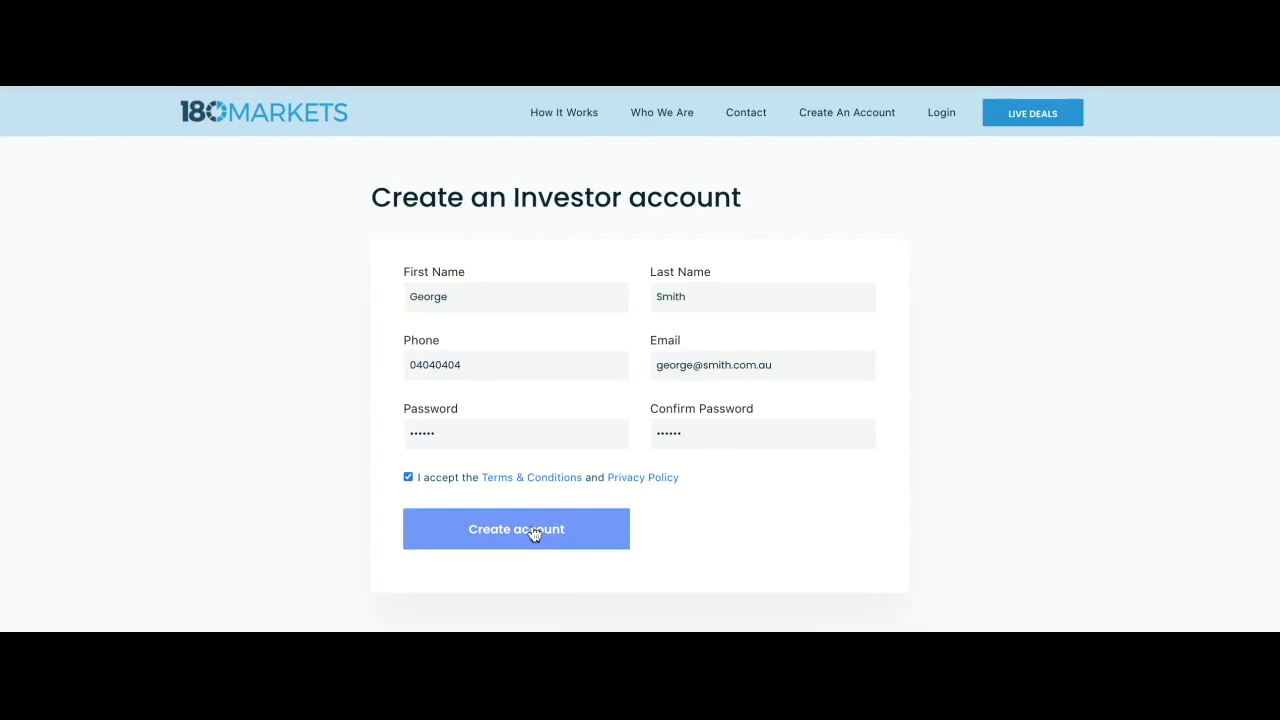 180MARKETS How It Works Who We Are Contact Create An Account Login LIVE DEALS
Create an Investor account
First Name Last Name
George Smith
Phone Email
04040404 george@smith.com.au
Password Confirm Password
•••••• ••••••
I accept the Terms & Conditions and Privacy Policy
Create account